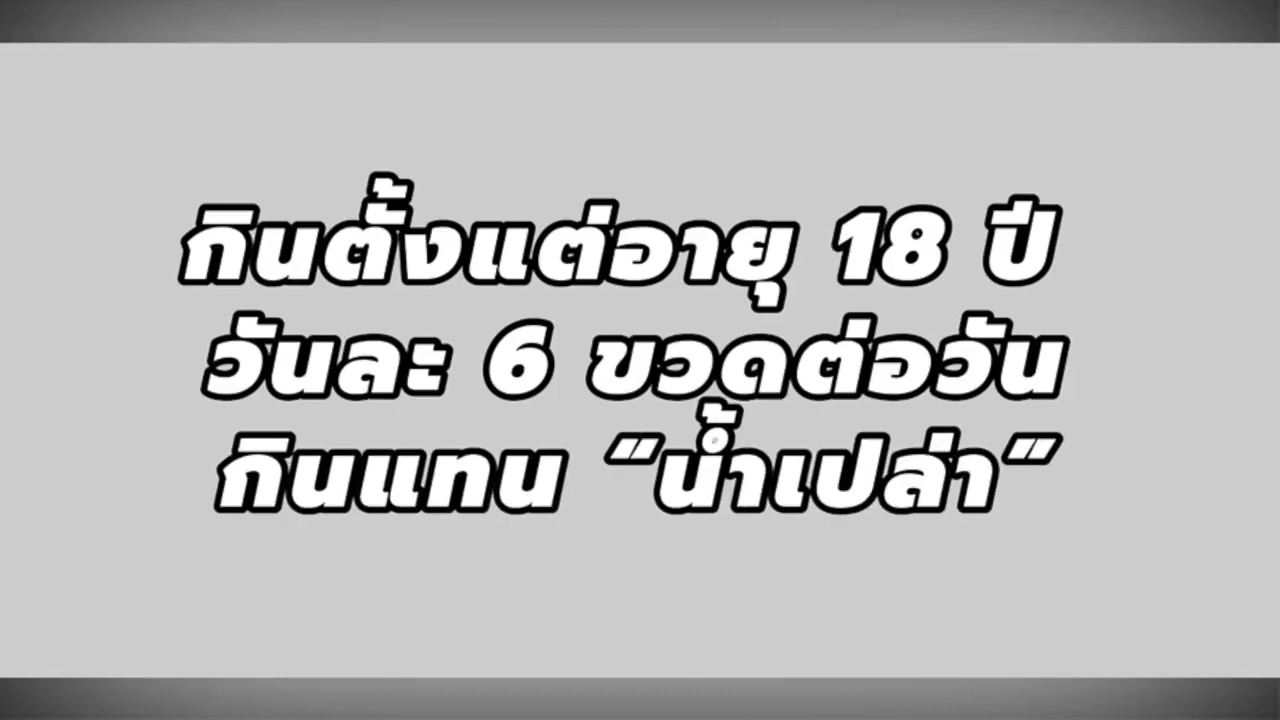 กินตั้งแต่อายุ 18 ปี
วันละ 6 ขวดต่อวัน
กินแทน “น้ำเปล่า”